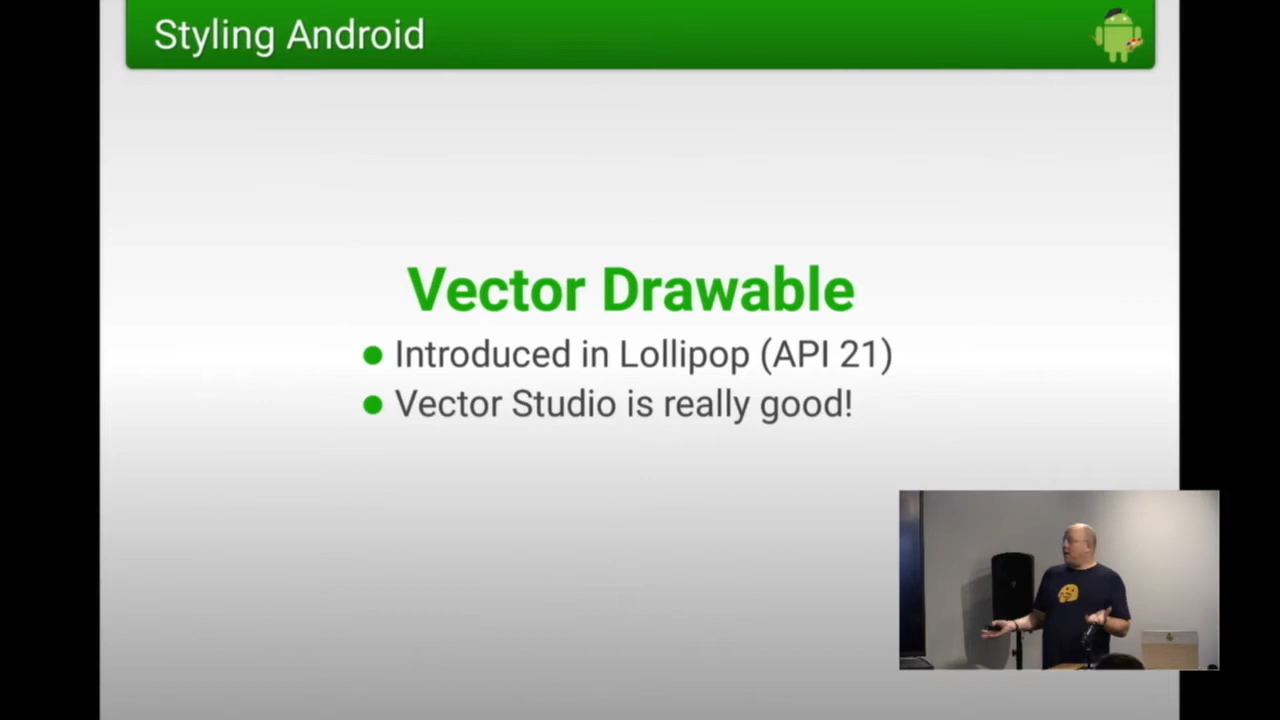 Styling Android
Vector Drawable
Introduced in Lollipop (API 21)
Vector Studio is really good!